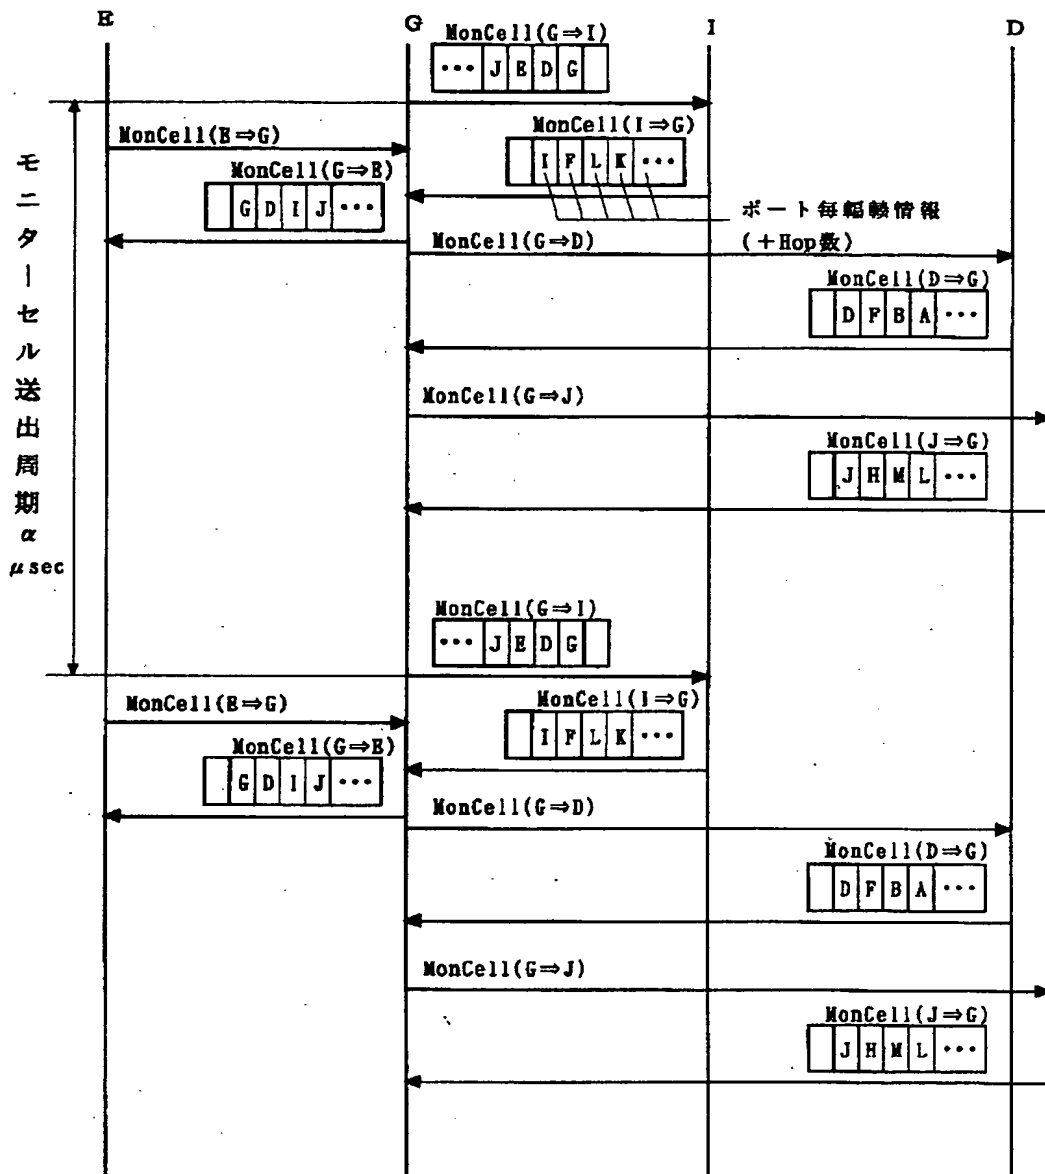 E G I D
MonCell(G⇒I)
••• J E D G
MonCell(E⇒G)
MonCell(I⇒G)
I F L K •••
MonCell(G⇒E)
G D I J •••
ポート毎輻輳情報
(+Hop数)
MonCell(G⇒D)
MonCell(D⇒G)
D F B A •••
MonCell(G⇒J)
MonCell(J⇒G)
J H M L •••
モニターセル送出周期α
μsec
MonCell(G⇒I)
••• J E D G
MonCell(E⇒G)
MonCell(I⇒G)
I F L K •••
MonCell(G⇒E)
G D I J •••
MonCell(G⇒D)
MonCell(D⇒G)
D F B A •••
MonCell(G⇒J)
MonCell(J⇒G)
J H M L •••